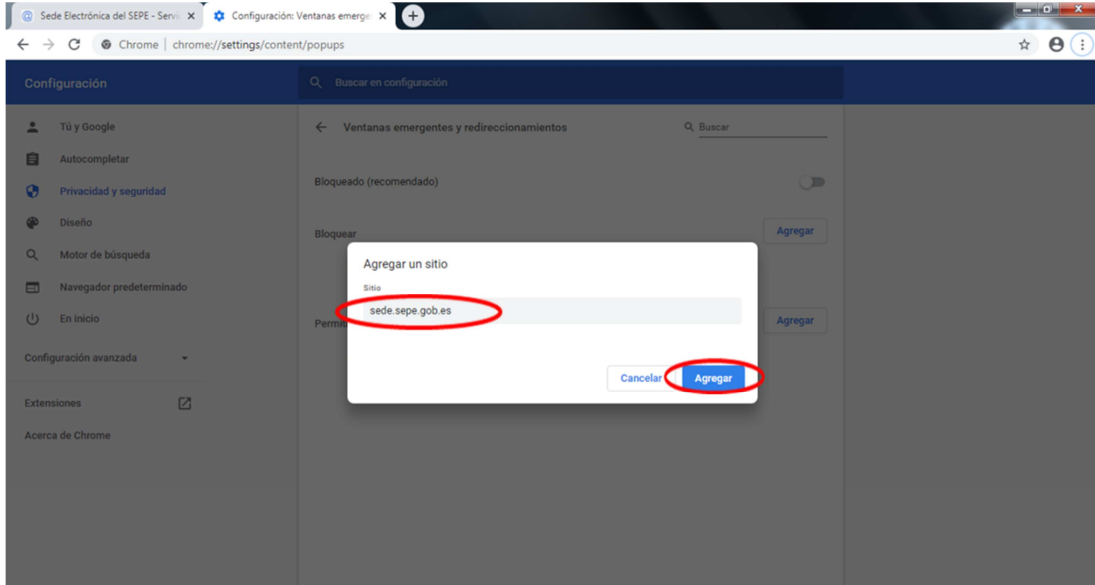 Sede Electrónica del SEPE - Servi
Configuración: Ventanas emerge
Chrome | chrome://settings/content/popups
Configuración
Buscar en configuración
Tú y Google
Ventanas emergentes y redireccionamientos
Buscar
Autocompletar
Privacidad y seguridad
Bloqueado (recomendado)
Diseño
Bloquear
Agregar
Motor de búsqueda
Agregar un sitio
Navegador predeterminado
Sitio
sede.sepe.gob.es
En inicio
Permit
Agregar
Configuración avanzada
Cancelar
Agregar
Extensiones
Acerca de Chrome